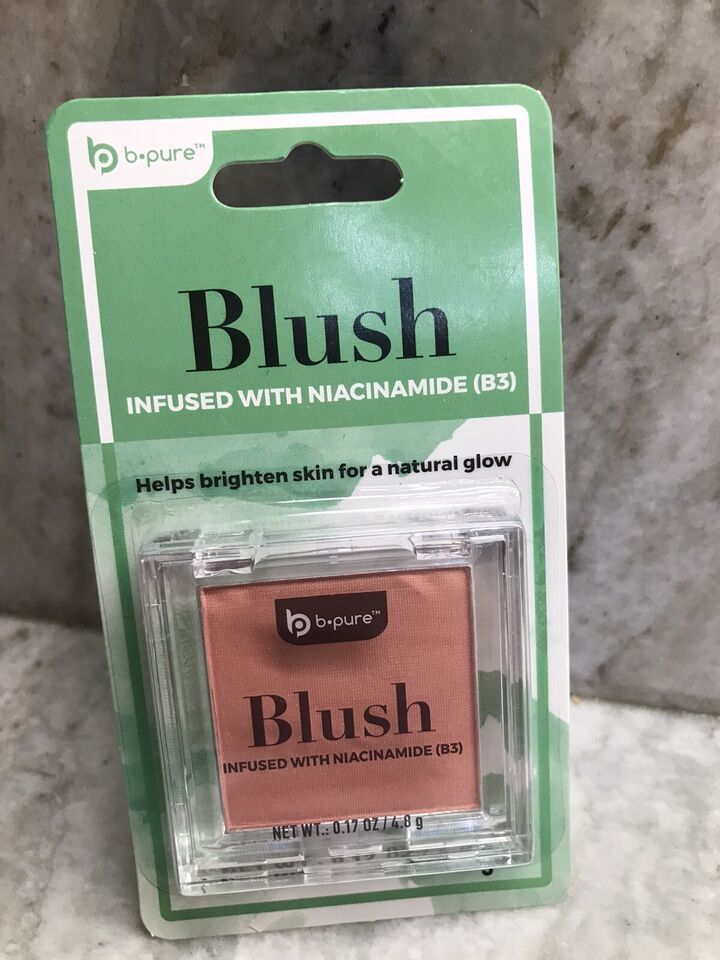 b•pure™
Blush
INFUSED WITH NIACINAMIDE (B3)
Helps brighten skin for a natural glow
b•pure™
Blush
INFUSED WITH NIACINAMIDE (B3)
NET WT.: 0.17 OZ / 4.8 g